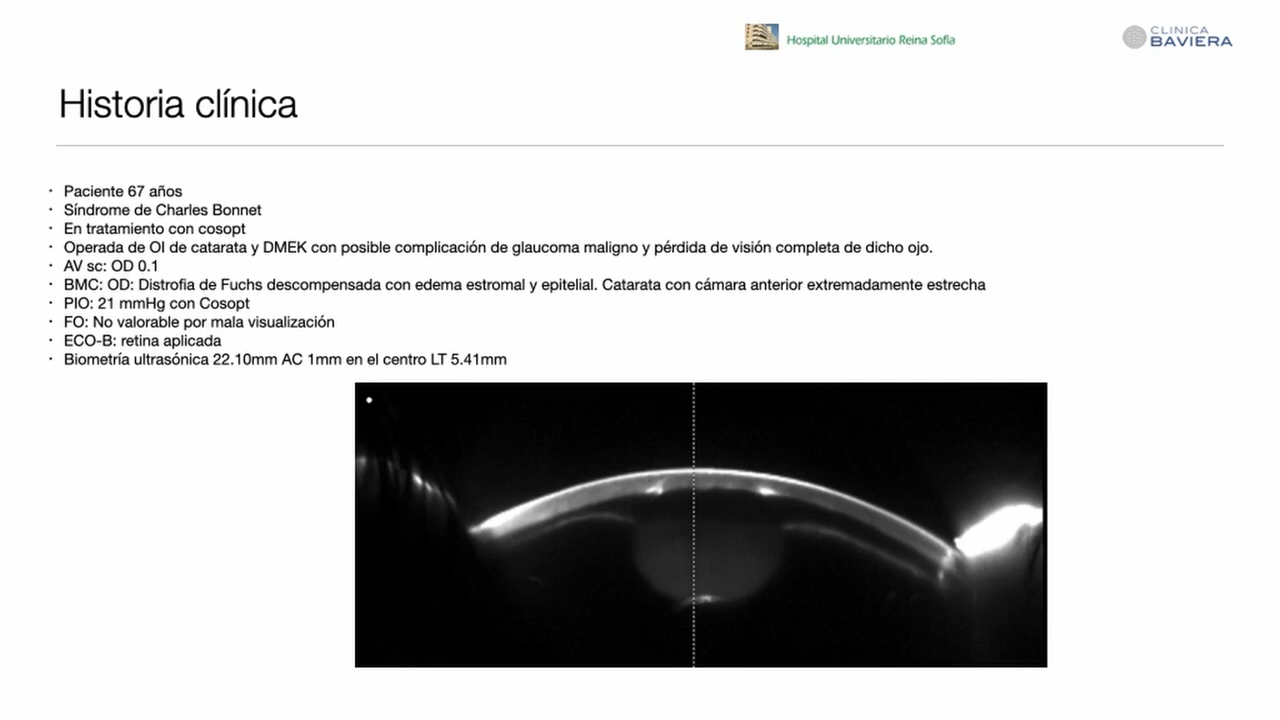 Hospital Universitario Reina Sofia
CLINICA
BAVIERA
Historia clínica
· Paciente 67 años
· Síndrome de Charles Bonnet
· En tratamiento con cosopt
· Operada de OI de catarata y DMEK con posible complicación de glaucoma maligno y pérdida de visión completa de dicho ojo.
· AV sc: OD 0.1
· BMC: OD: Distrofia de Fuchs descompensada con edema estromal y epitelial. Catarata con cámara anterior extremadamente estrecha
· PIO: 21 mmHg con Cosopt
· FO: No valorable por mala visualización
· ECO-B: retina aplicada
· Biometría ultrasónica 22.10mm AC 1mm en el centro LT 5.41mm